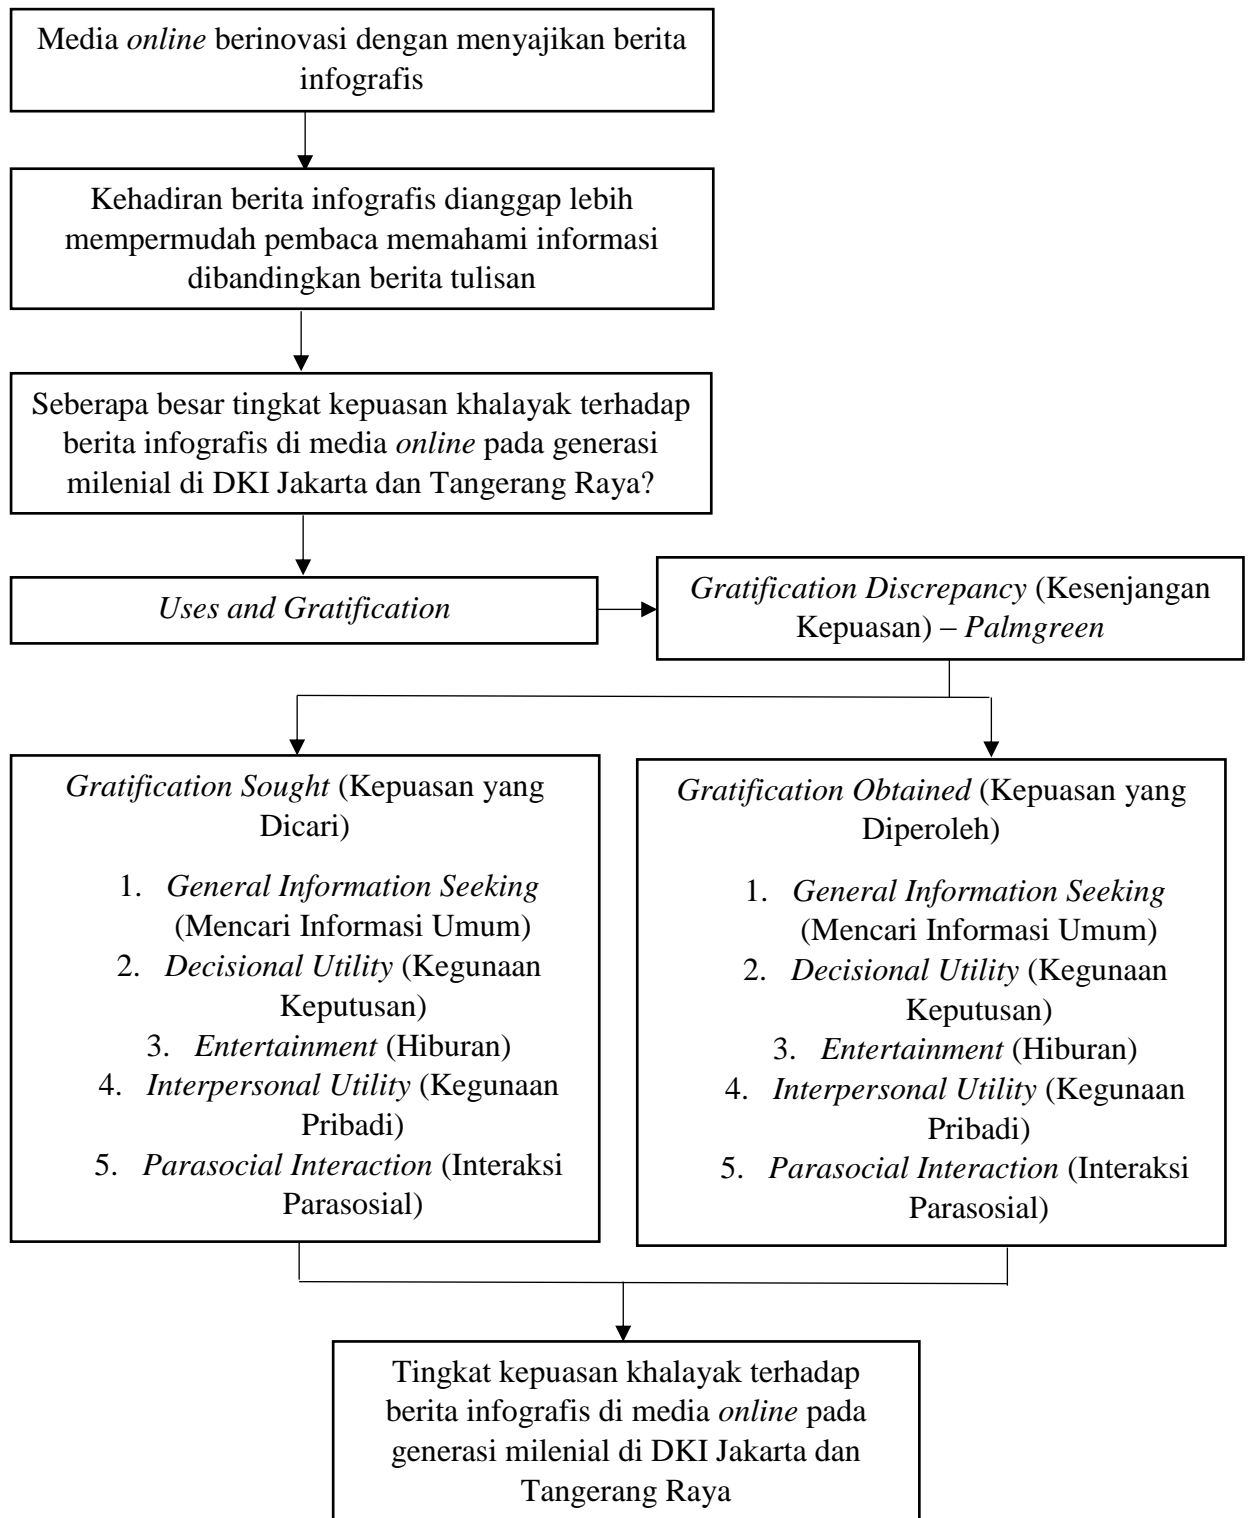 Media online berinovasi dengan menyajikan berita
infografis
Kehadiran berita infografis dianggap lebih
mempermudah pembaca memahami informasi
dibandingkan berita tulisan
Seberapa besar tingkat kepuasan khalayak terhadap
berita infografis di media online pada generasi
milenial di DKI Jakarta dan Tangerang Raya?
Uses and Gratification
Gratification Discrepancy (Kesenjangan
Kepuasan) – Palmgreen
Gratification Sought (Kepuasan yang
Dicari)
1. General Information Seeking
(Mencari Informasi Umum)
2. Decisional Utility (Kegunaan
Keputusan)
3. Entertainment (Hiburan)
4. Interpersonal Utility (Kegunaan
Pribadi)
5. Parasocial Interaction (Interaksi
Parasosial)
Gratification Obtained (Kepuasan yang
Diperoleh)
1. General Information Seeking
(Mencari Informasi Umum)
2. Decisional Utility (Kegunaan
Keputusan)
3. Entertainment (Hiburan)
4. Interpersonal Utility (Kegunaan
Pribadi)
5. Parasocial Interaction (Interaksi
Parasosial)
Tingkat kepuasan khalayak terhadap
berita infografis di media online pada
generasi milenial di DKI Jakarta dan
Tangerang Raya